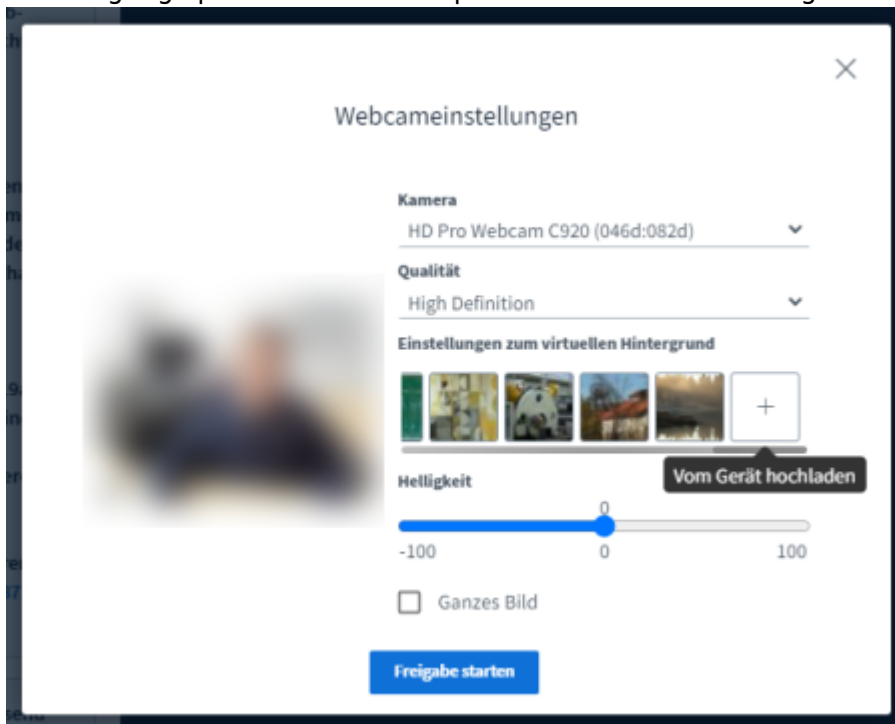 Webcameinstellungen
Kamera
HD Pro Webcam C920 (046d:082d)
Qualität
High Definition
Einstellungen zum virtuellen Hintergrund
+
Vom Gerät hochladen
Helligkeit
0
-100 0 100
Ganzes Bild
Freigabe starten